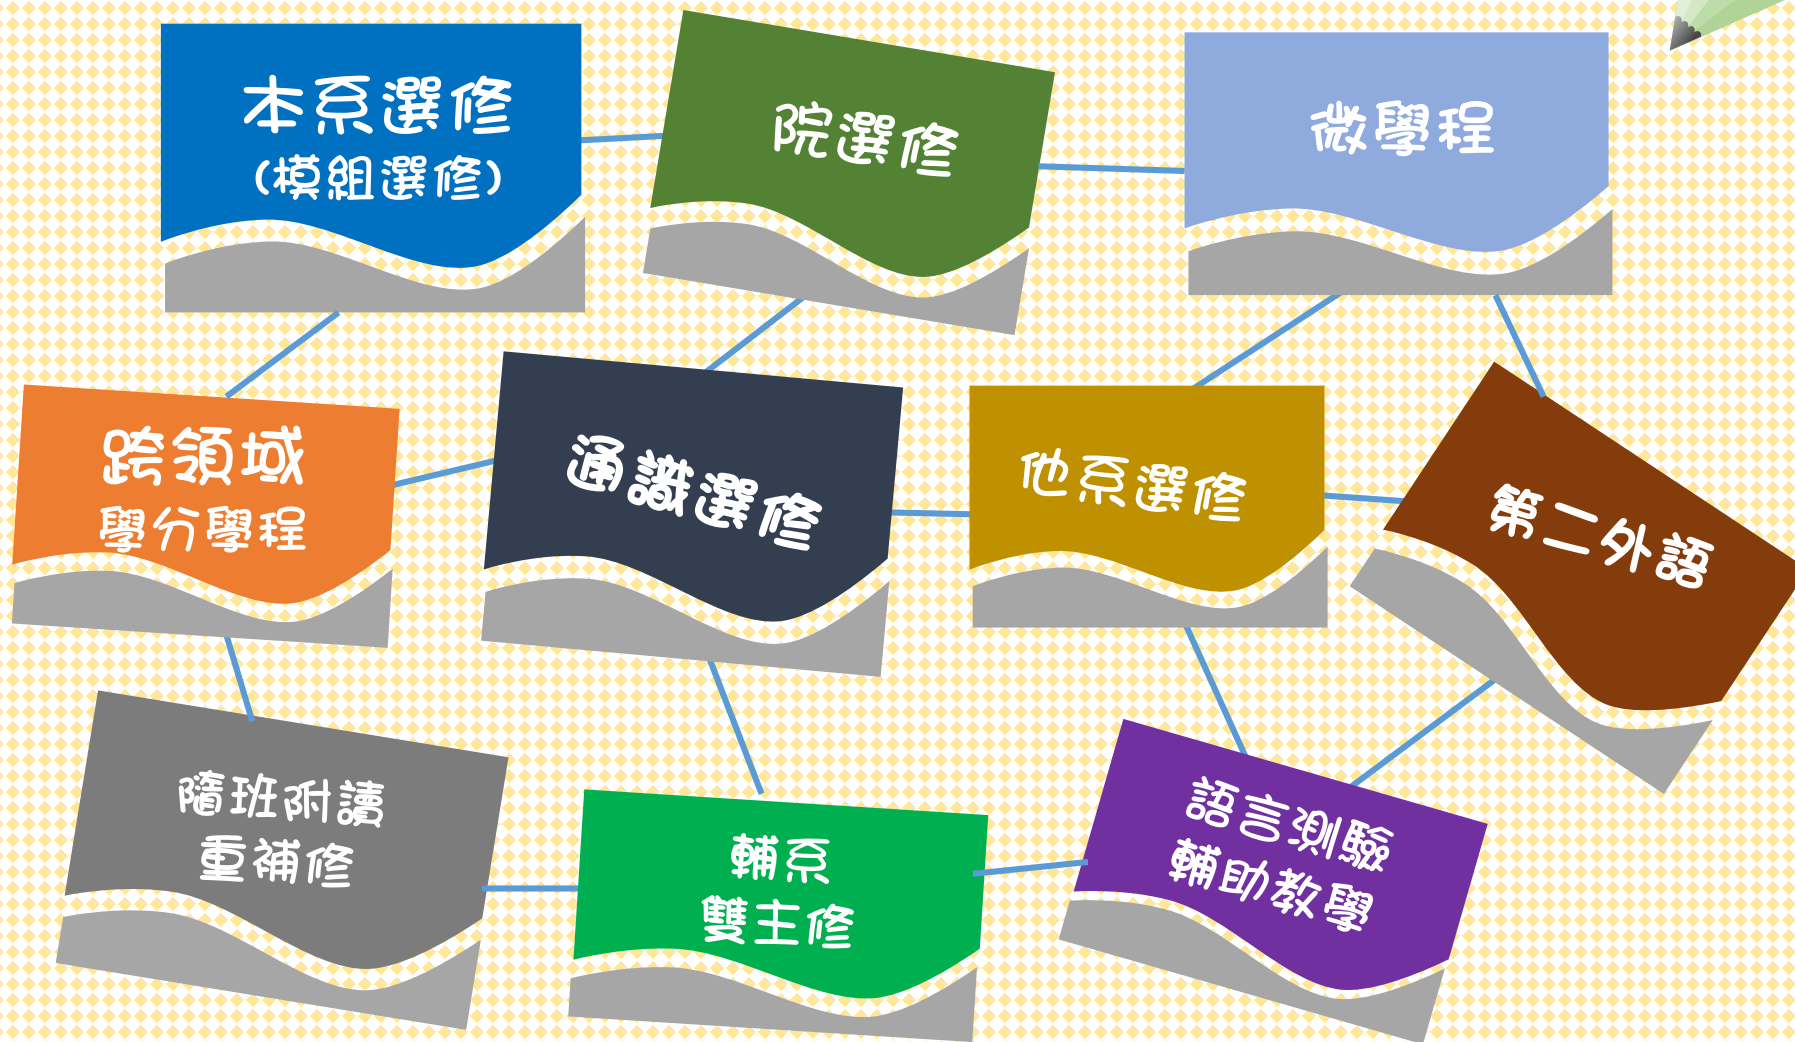 本系選修
(模組選修)
院選修
微學程
跨領域
學分學程
通識選修
他系選修
第二外語
隨班附讀
重補修
輔系
雙主修
語言測驗
輔助教學